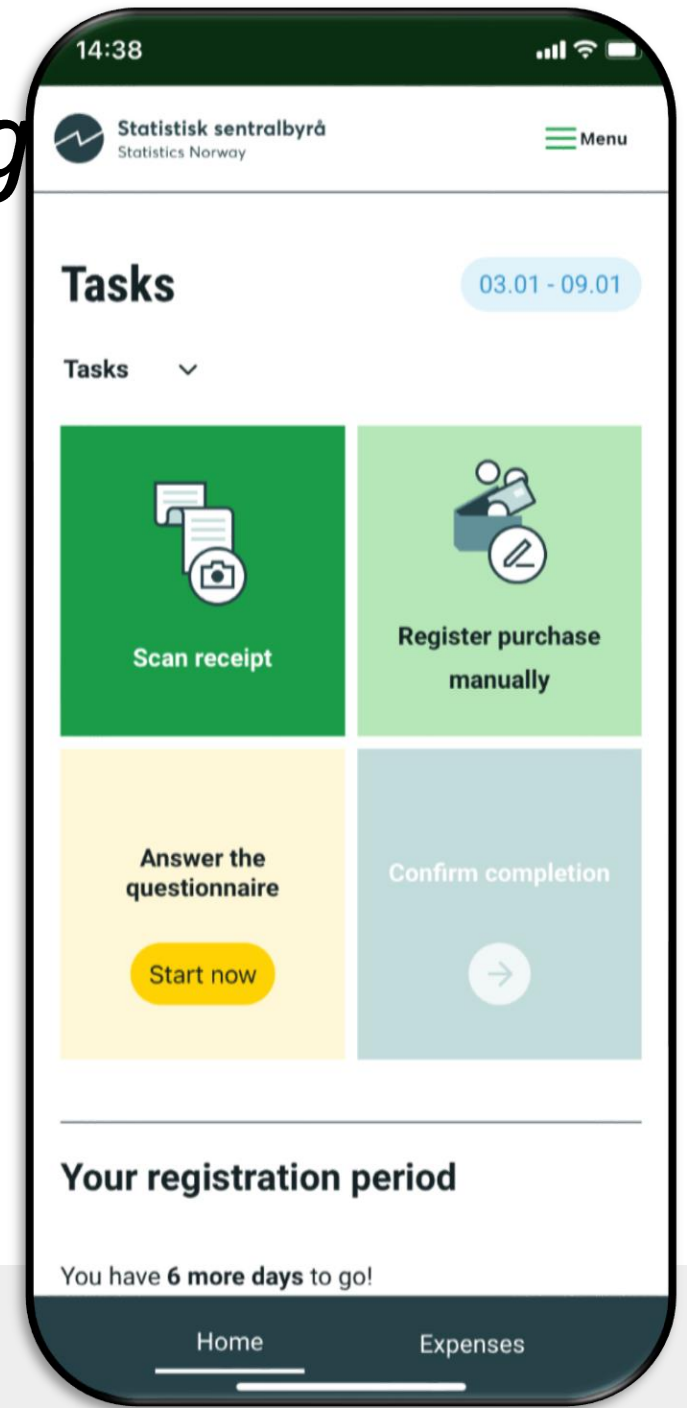 14:38
g
Statistisk sentralbyrå
Statistics Norway
Menu
Tasks
03.01 - 09.01
Tasks
Scan receipt
Register purchase
manually
Answer the
questionnaire
Start now
Confirm completion
Your registration period
You have 6 more days to go!
Home
Expenses